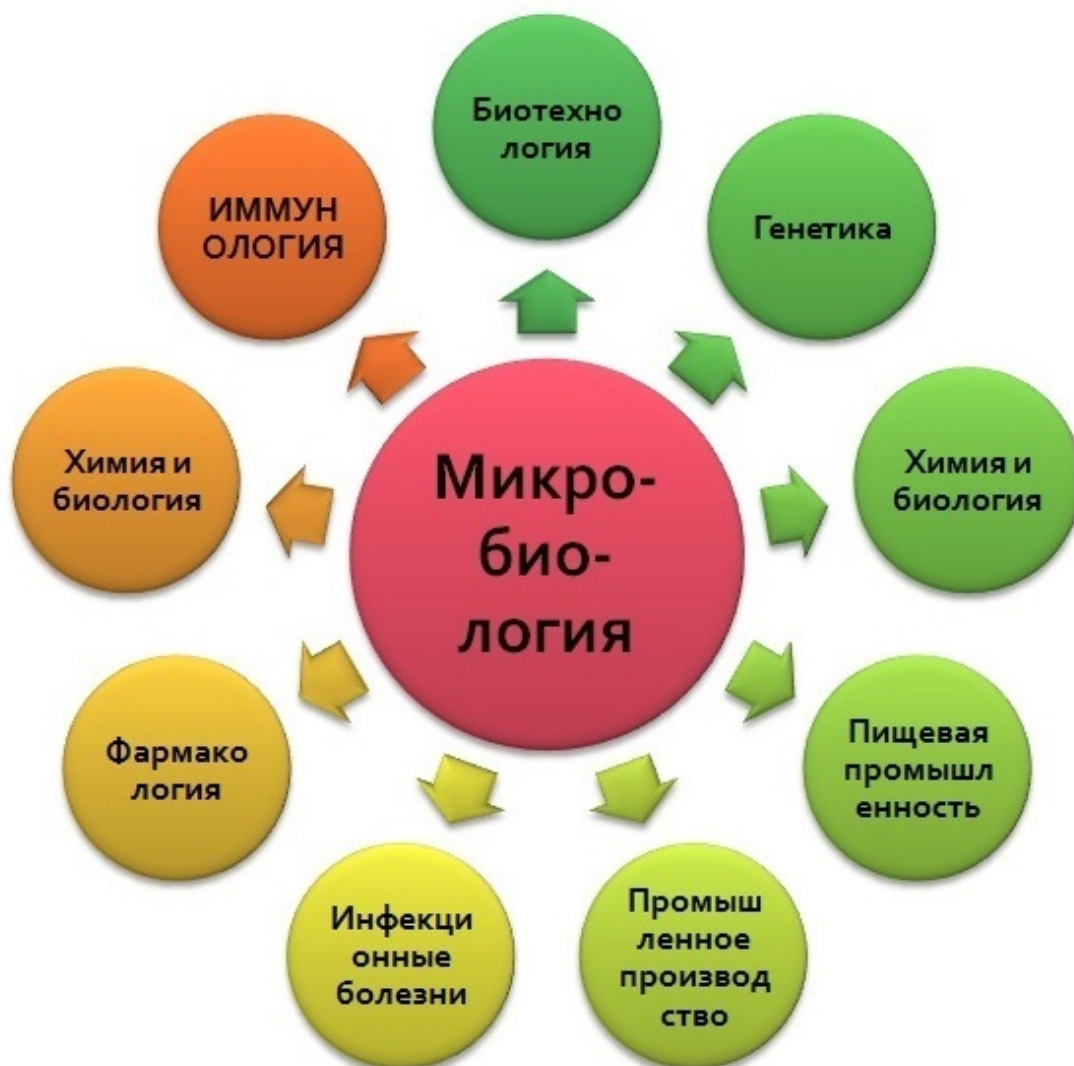 Биотехно
логия
ИММУН
ОЛОГИЯ
Генетика
Химия и
биология
Микро-
био-
логия
Химия и
биология
Фармако
логия
Пищевая
промышл
енность
Инфекци
онные
болезни
Промыш
ленное
производ
ство